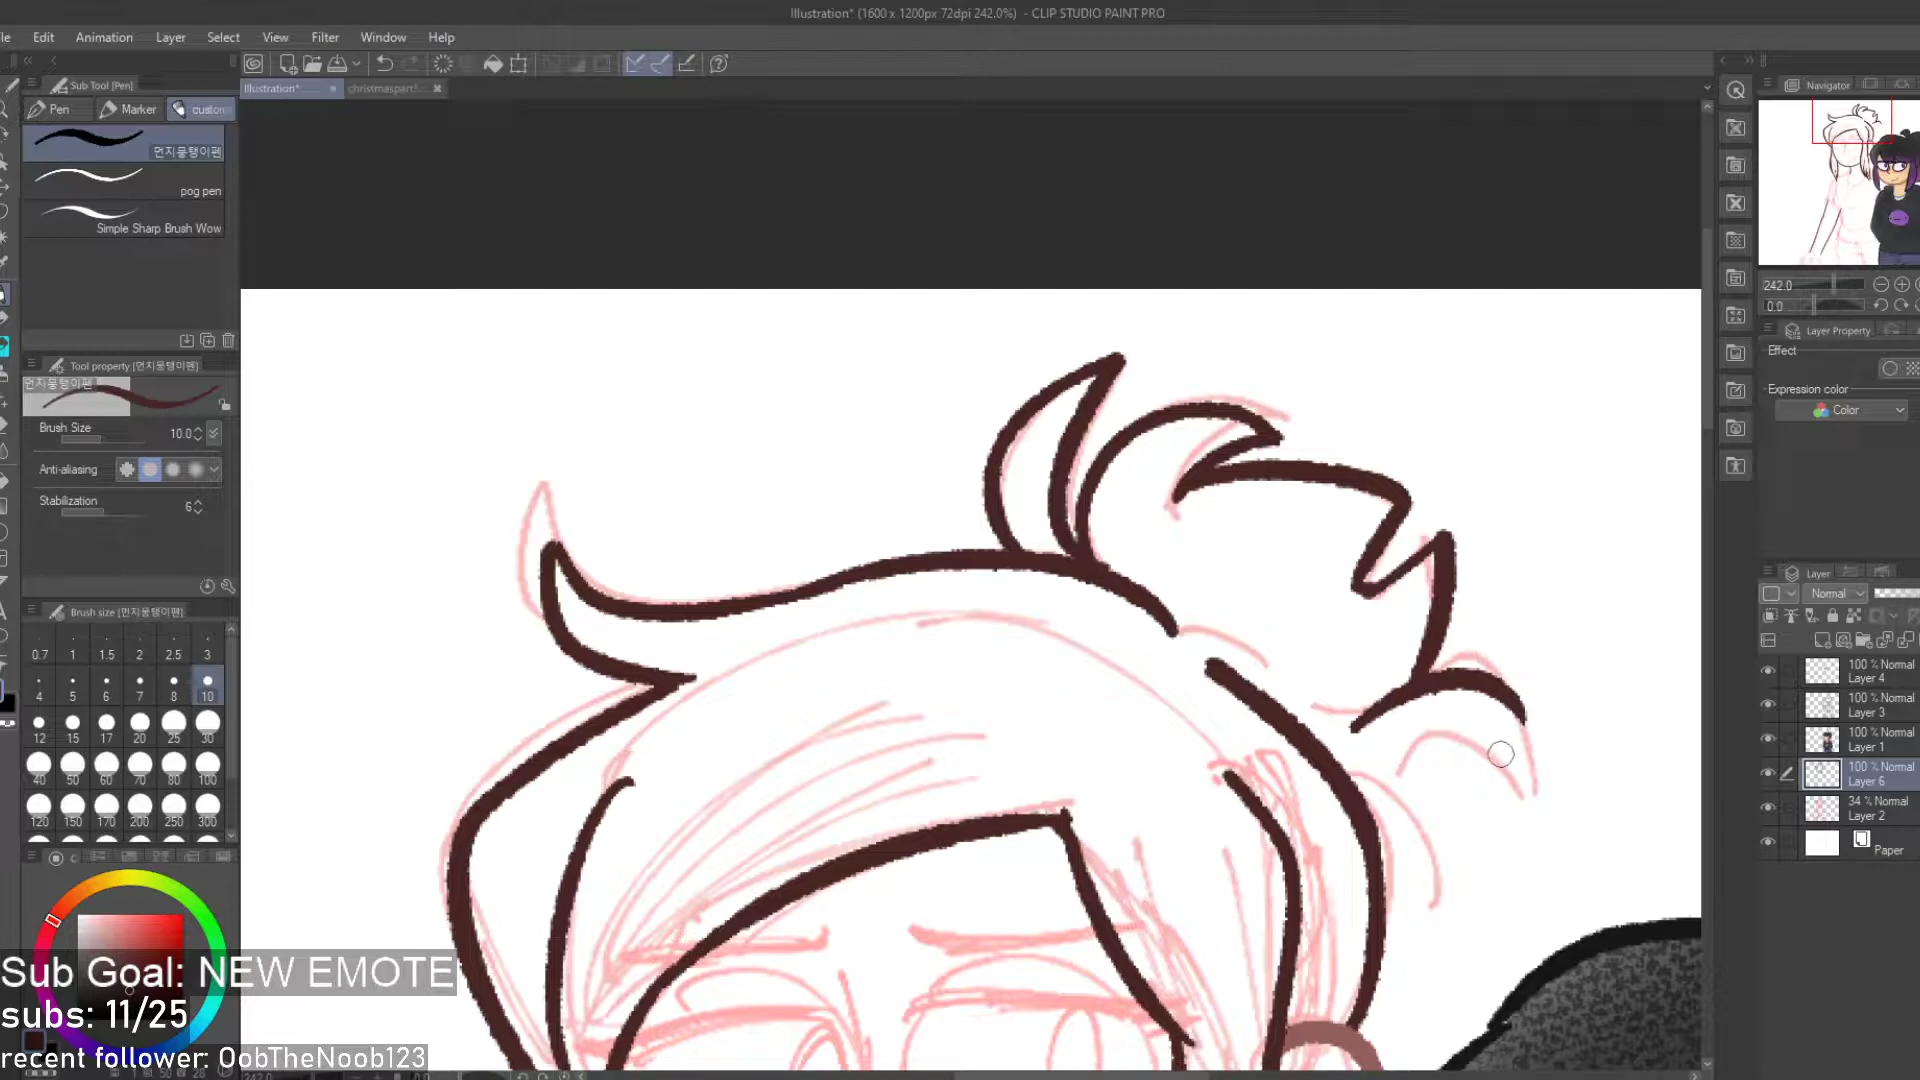 Illustration* (1600 x 1200px 72dpi 242.0%) - CLIP STUDIO PAINT PRO
Edit Animation Layer Select View Filter Window Help
Sub Tool [Pen]
Illustration*
Navigator
Pen Marker custom
먼지뭉탱이펜
pog pen
Simple Sharp Brush Wow
242.0
0.0
Layer Property
Effect
Expression color
Color
Tool property [먼지뭉탱이펜]
먼지뭉탱이펜
Brush Size 10.0
Anti-aliasing
Stabilization 6
Layer
Normal
Brush size [먼지뭉탱이펜]
0.7 1 1.5 2 2.5 3
4 5 6 7 8 10
12 15 17 20 25 30
40 50 60 70 80 100
120 150 170 200 250 300
100 % Normal
Layer 4
100 % Normal
Layer 3
100 % Normal
Layer 1
100 % Normal
Layer 6
34 % Normal
Layer 2
Paper
Sub Goal: NEW EMOTE
subs: 11/25
recent follower: OobTheNoob123